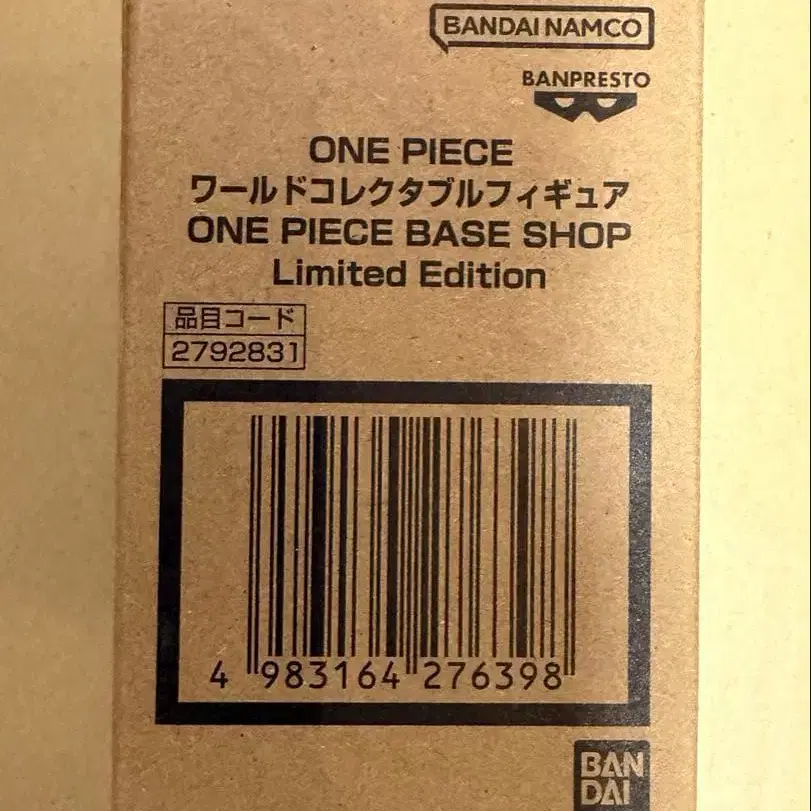 BANDAI NAMCO
BANPRESTO
ONE PIECE
ワールドコレクタブルフィギュア
ONE PIECE BASE SHOP
Limited Edition
品目コード
2792831
4 983164 276398
BAN
DAI